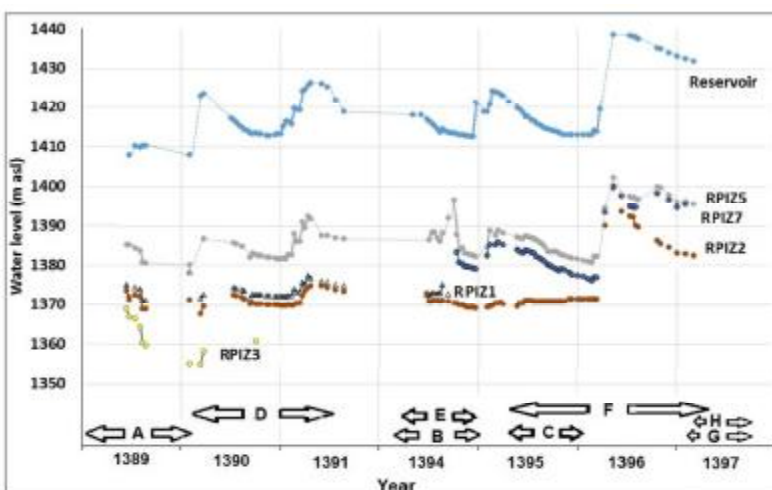 Water level (m asl)
1440
1430
1420
1410
1400
1390
1380
1370
1360
1350
Reservoir
RPIZ5
RPIZ7
RPIZ2
RPIZ1
RPIZ3
A
D
E
B
F
C
H
G
1389
1390
1391
1394
1395
1396
1397
Year